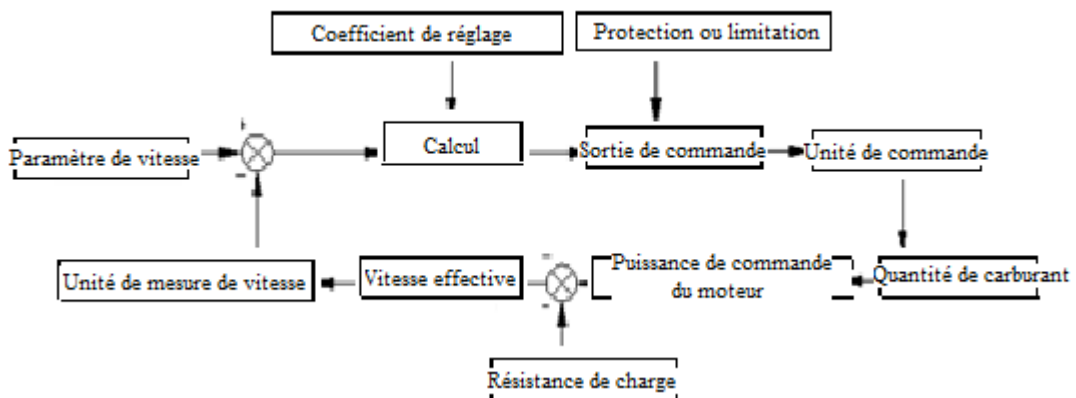 Coefficient de réglage
Protection ou limitation
+
Paramètre de vitesse
Calcul
Sortie de commande
Unité de commande
-
Unité de mesure de vitesse
Vitesse effective
-
Puissance de commande
du moteur
Quantité de carburant
-
Résistance de charge